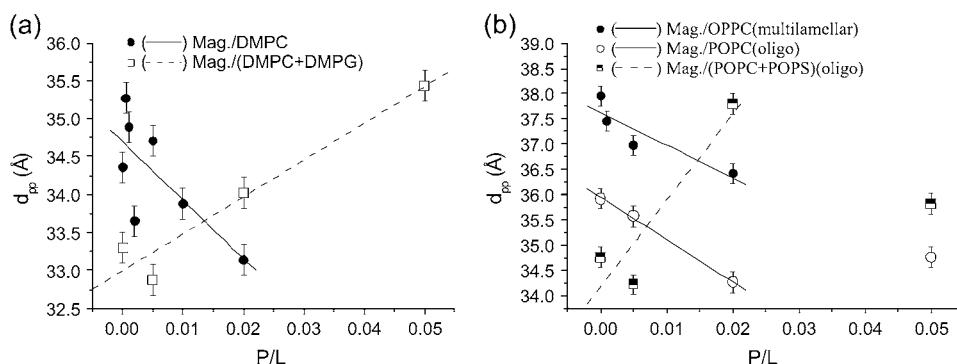 (a)
36.0
35.5
35.0
34.5
34.0
33.5
33.0
32.5
d_pp (Å)
(——) Mag./DMPC
(-----) Mag./(DMPC+DMPG)
0.00 0.01 0.02 0.03 0.04 0.05
P/L
(b)
39.0
38.5
38.0
37.5
37.0
36.5
36.0
35.5
35.0
34.5
34.0
d_pp (Å)
(——) Mag./OPPC(multilamellar)
(——) Mag./POPC(oligo)
(-----) Mag./(POPC+POPS)(oligo)
0.00 0.01 0.02 0.03 0.04 0.05
P/L